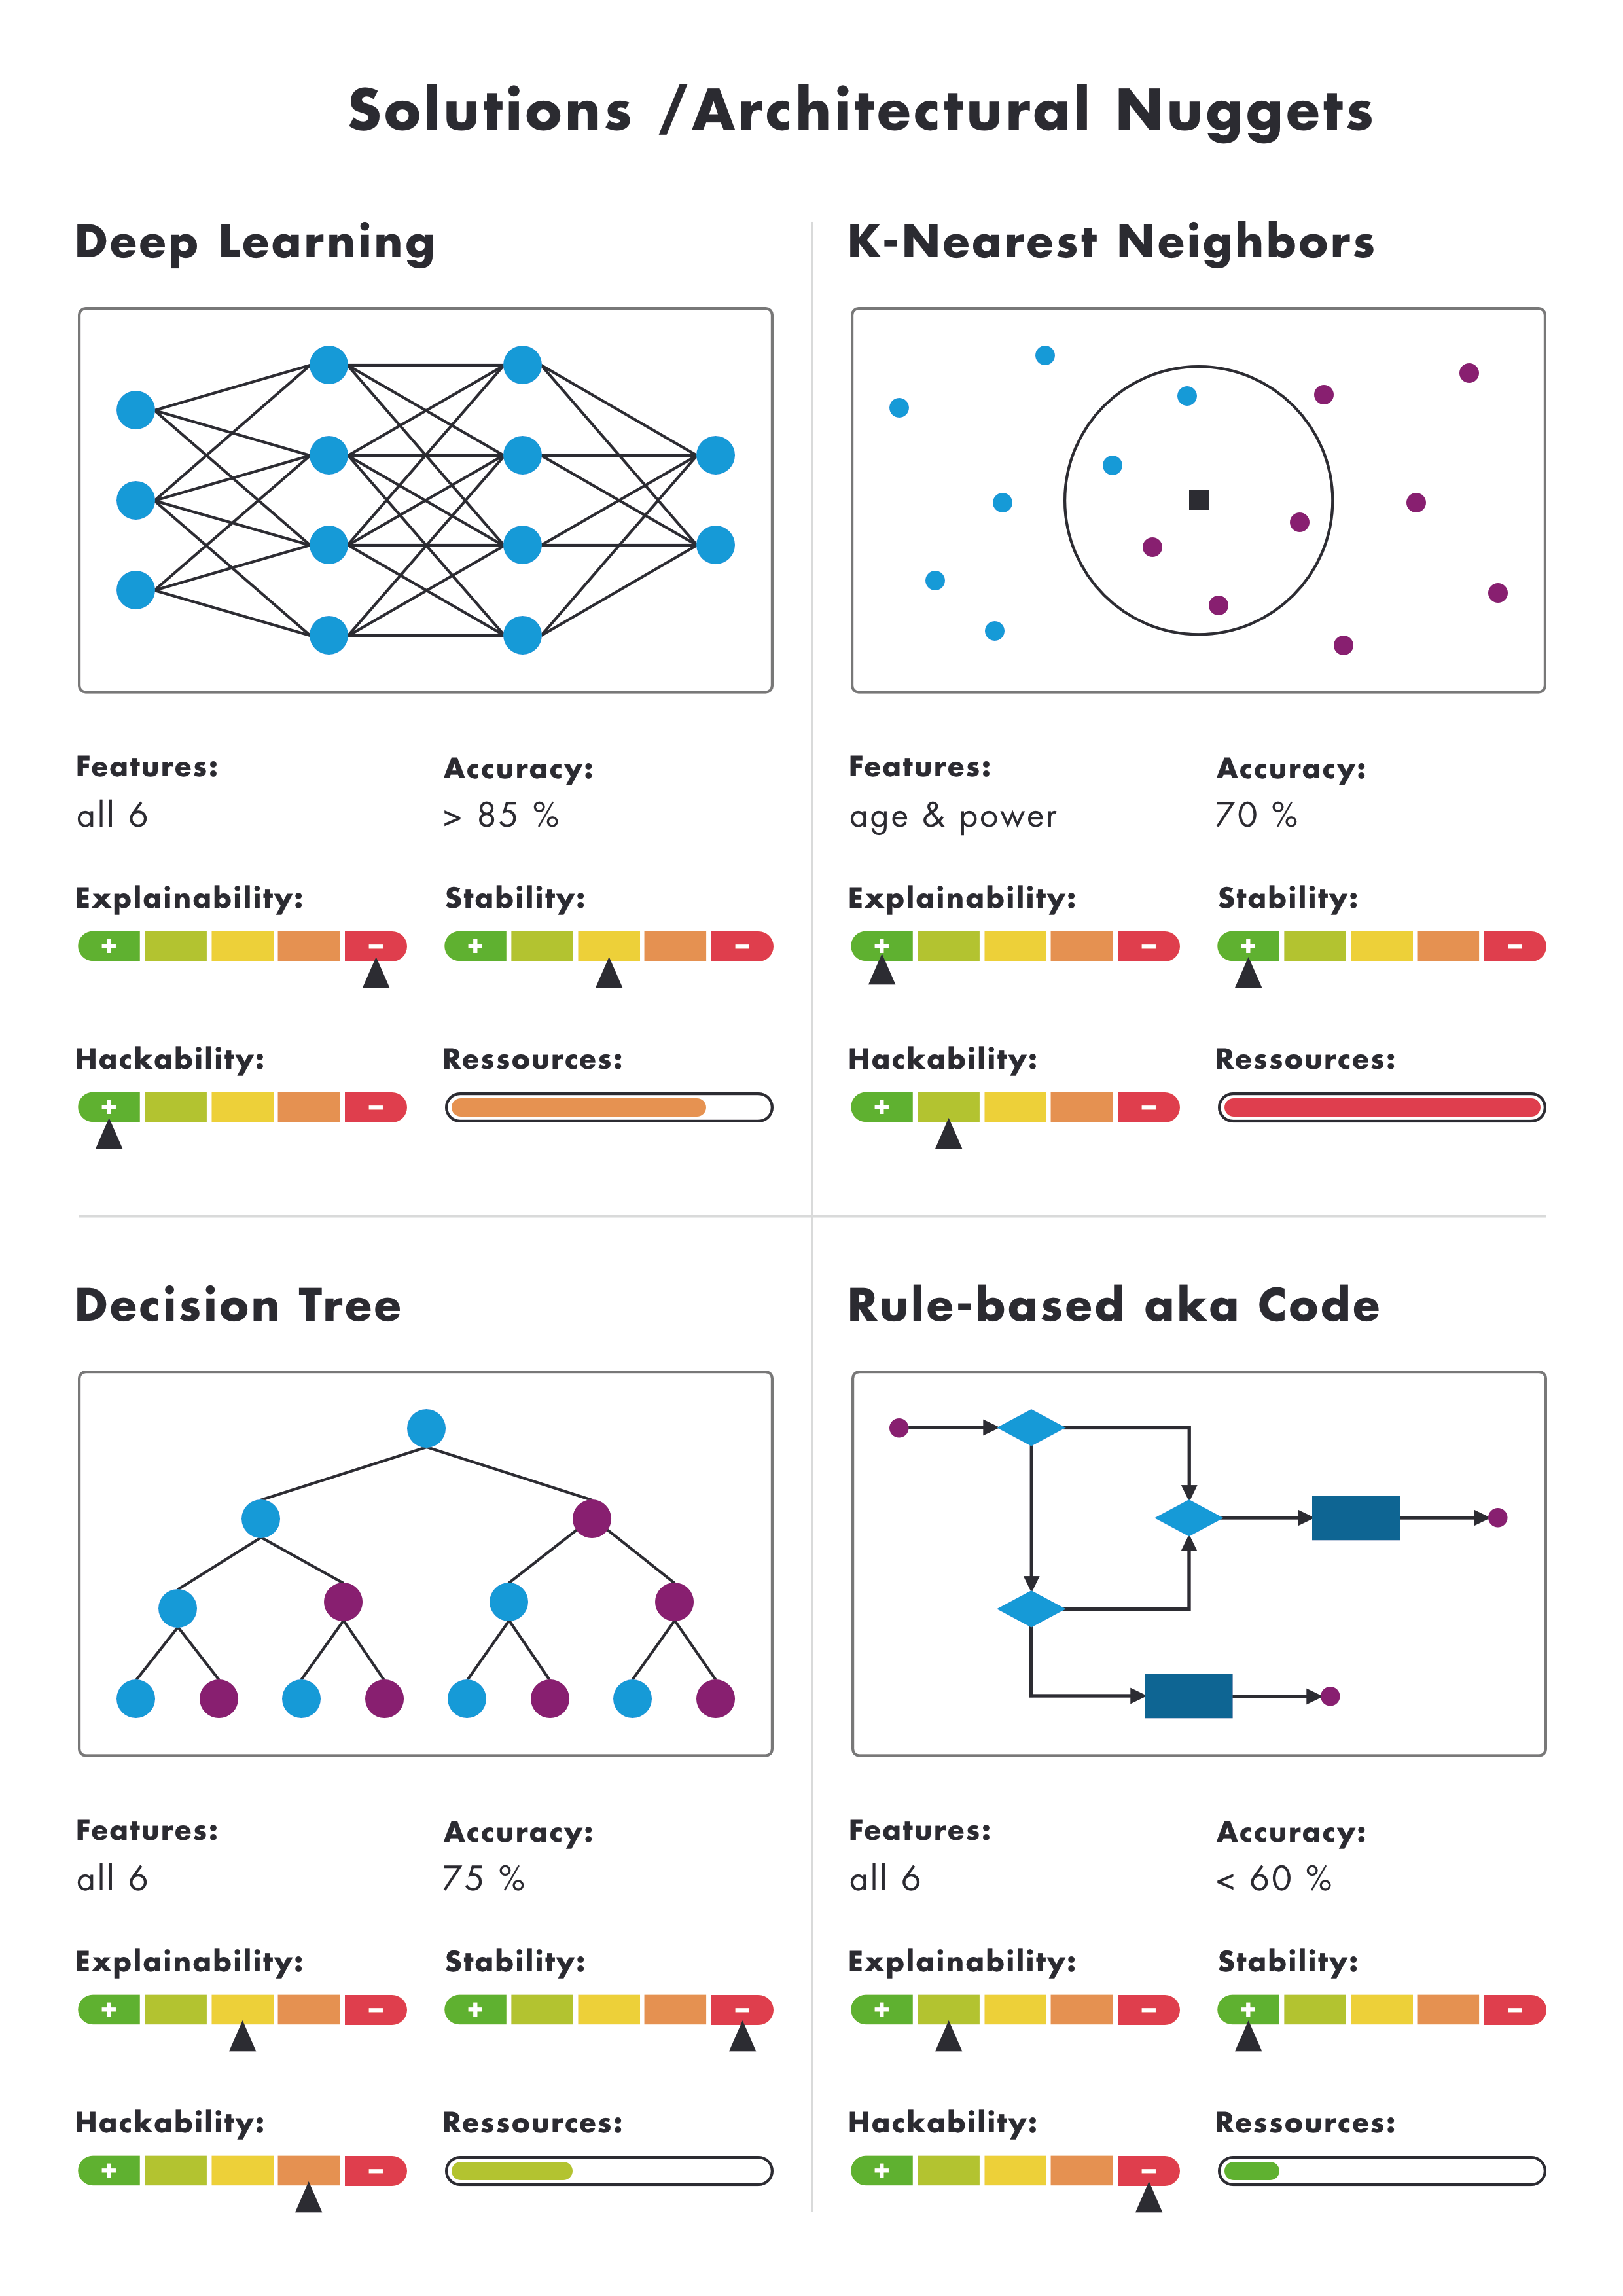 Solutions /Architectural Nuggets
Deep Learning
Features:
all 6
Accuracy:
> 85 %
Explainability:
+ −
Stability:
+ −
Hackability:
+ −
Ressources:
K-Nearest Neighbors
Features:
age & power
Accuracy:
70 %
Explainability:
+ −
Stability:
+ −
Hackability:
+ −
Ressources:
Decision Tree
Features:
all 6
Accuracy:
75 %
Explainability:
+ −
Stability:
+ −
Hackability:
+ −
Ressources:
Rule-based aka Code
Features:
all 6
Accuracy:
< 60 %
Explainability:
+ −
Stability:
+ −
Hackability:
+ −
Ressources: